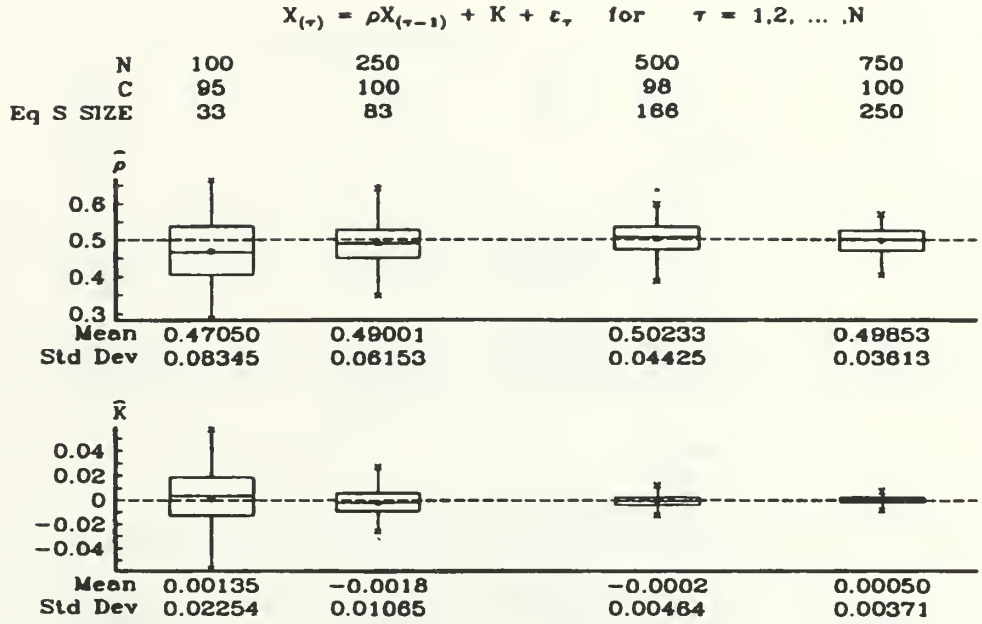 X(τ) = ρX(τ−1) + K + ετ for τ = 1,2, ... ,N
N 100 250 500 750
C 95 100 98 100
Eq S SIZE 33 83 166 250
ρ̂
0.6
0.5
0.4
0.3
Mean 0.47050 0.49001 0.50233 0.49853
Std Dev 0.08345 0.06153 0.04425 0.03613
K̂
0.04
0.02
0
−0.02
−0.04
Mean 0.00135 −0.0018 −0.0002 0.00050
Std Dev 0.02254 0.01065 0.00464 0.00371